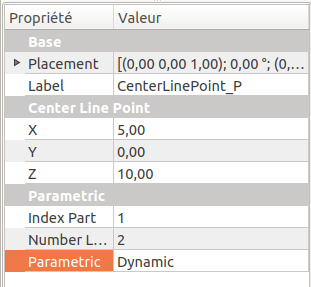 Propriété Valeur
Base
Placement [(0,00 0,00 1,00); 0,00 °; (0,...
Label CenterLinePoint_P
Center Line Point
X 5,00
Y 0,00
Z 10,00
Parametric
Index Part 1
Number L... 2
Parametric Dynamic